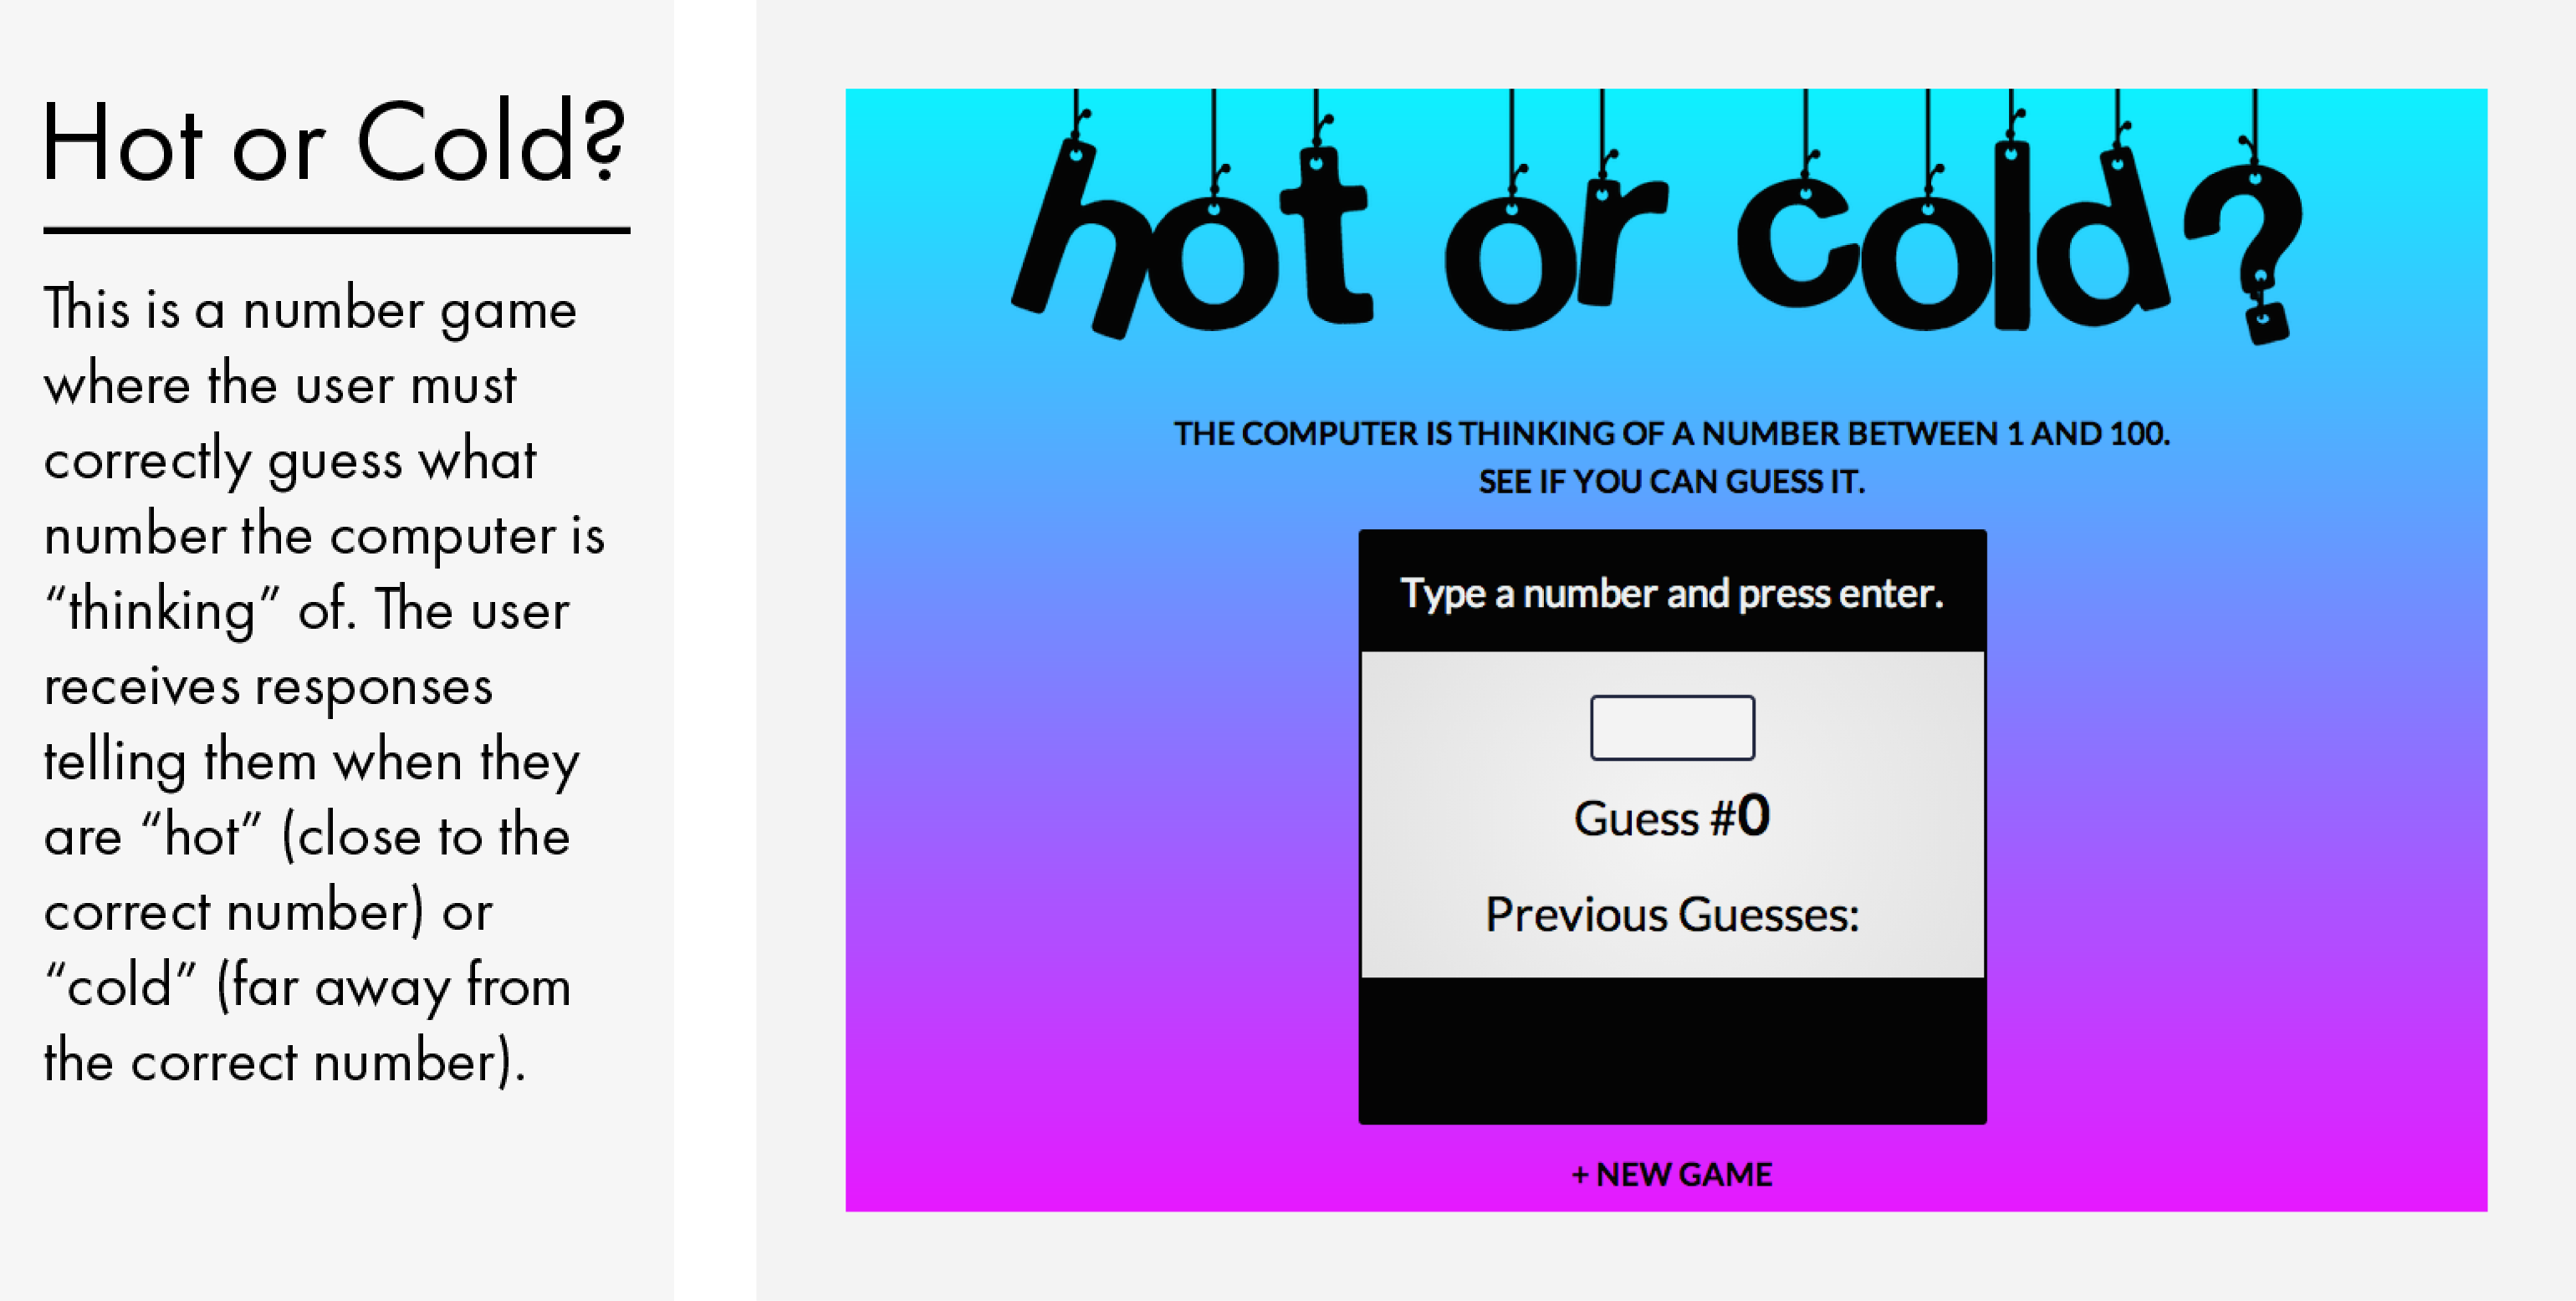 Hot or Cold?
This is a number game
where the user must
correctly guess what
number the computer is
“thinking” of. The user
receives responses
telling them when they
are “hot” (close to the
correct number) or
“cold” (far away from
the correct number).
hot or cold?
THE COMPUTER IS THINKING OF A NUMBER BETWEEN 1 AND 100.
SEE IF YOU CAN GUESS IT.
Type a number and press enter.
Guess #0
Previous Guesses:
+ NEW GAME